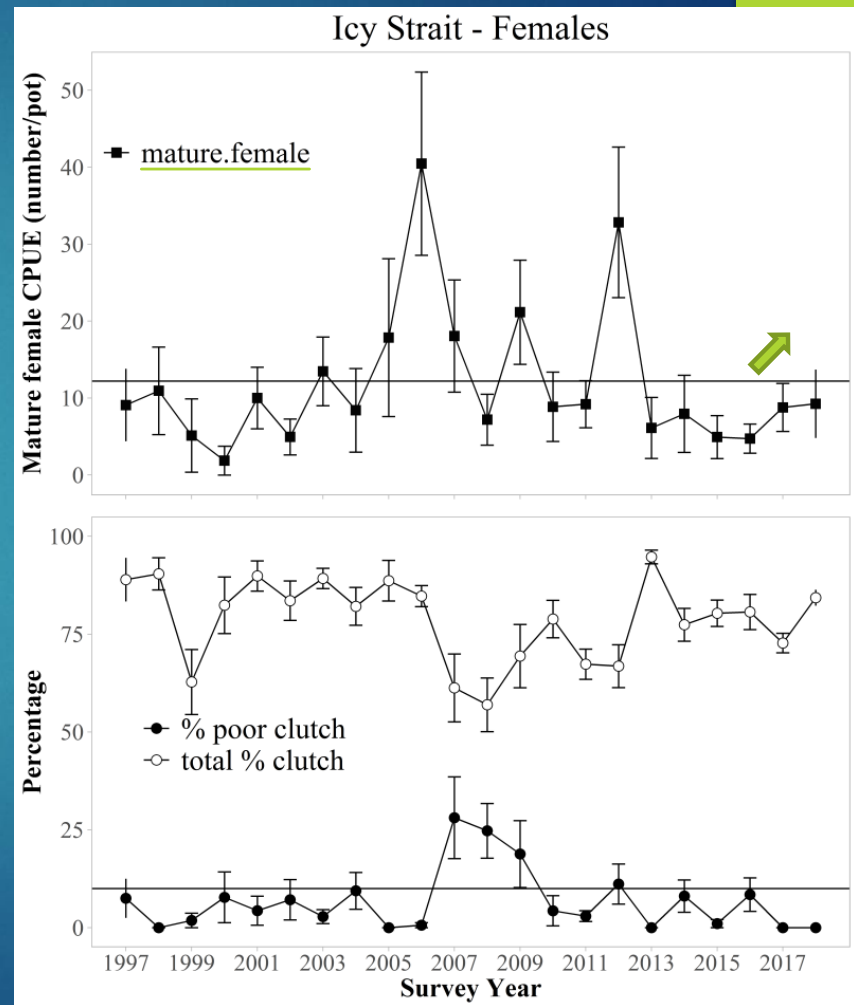 Icy Strait - Females
Mature female CPUE (number/pot)
50
40
30
20
10
0
mature.female
Percentage
100
75
50
25
0
% poor clutch
total % clutch
1997 1999 2001 2003 2005 2007 2009 2011 2013 2015 2017
Survey Year